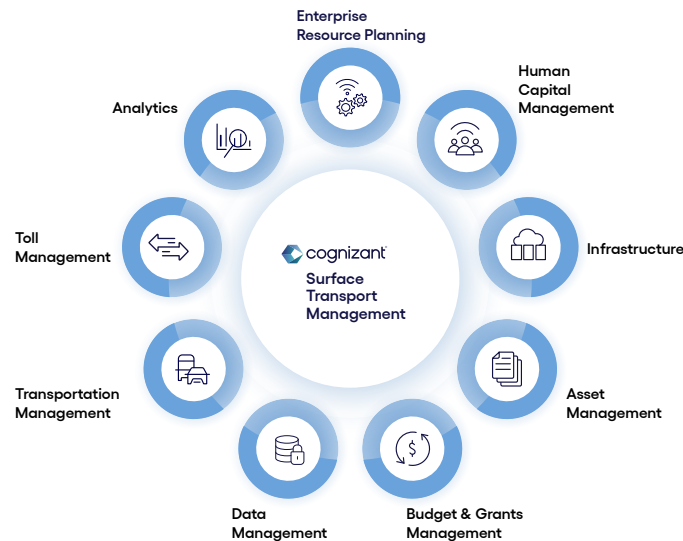 Enterprise
Resource Planning
Human
Capital
Management
Analytics
Toll
Management
Infrastructure
cognizant
Surface
Transport
Management
Transportation
Management
Asset
Management
Data
Management
Budget & Grants
Management